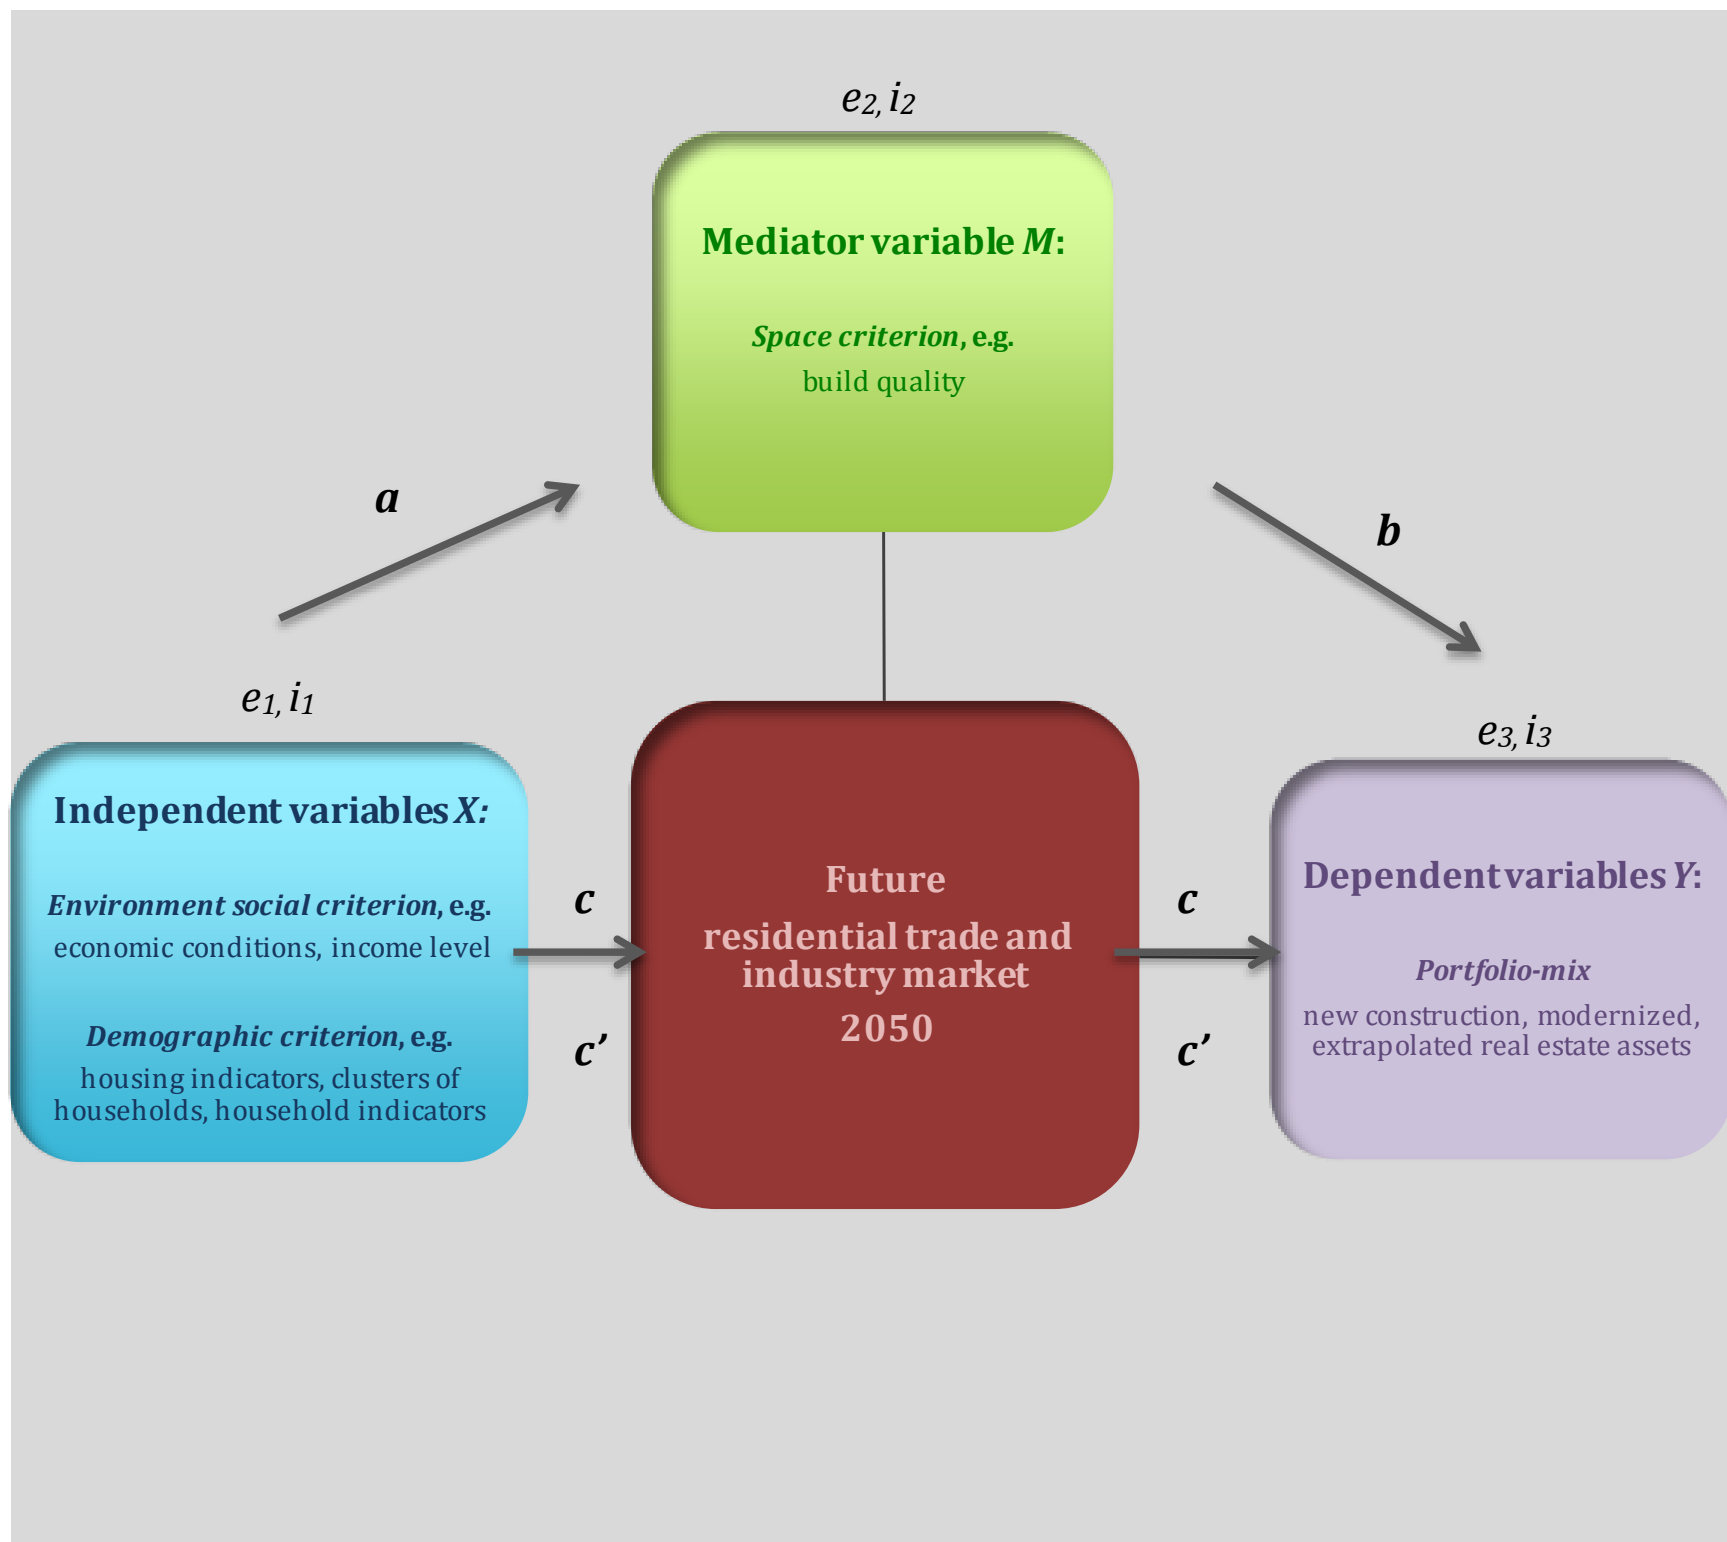 e2, i2
Mediator variable M:
Space criterion, e.g.
build quality
a
b
e1, i1
e3, i3
Independent variables X:
Environment social criterion, e.g.
economic conditions, income level
Demographic criterion, e.g.
housing indicators, clusters of
households, household indicators
c
c’
Future
residential trade and
industry market
2050
c
c’
Dependent variables Y:
Portfolio-mix
new construction, modernized,
extrapolated real estate assets